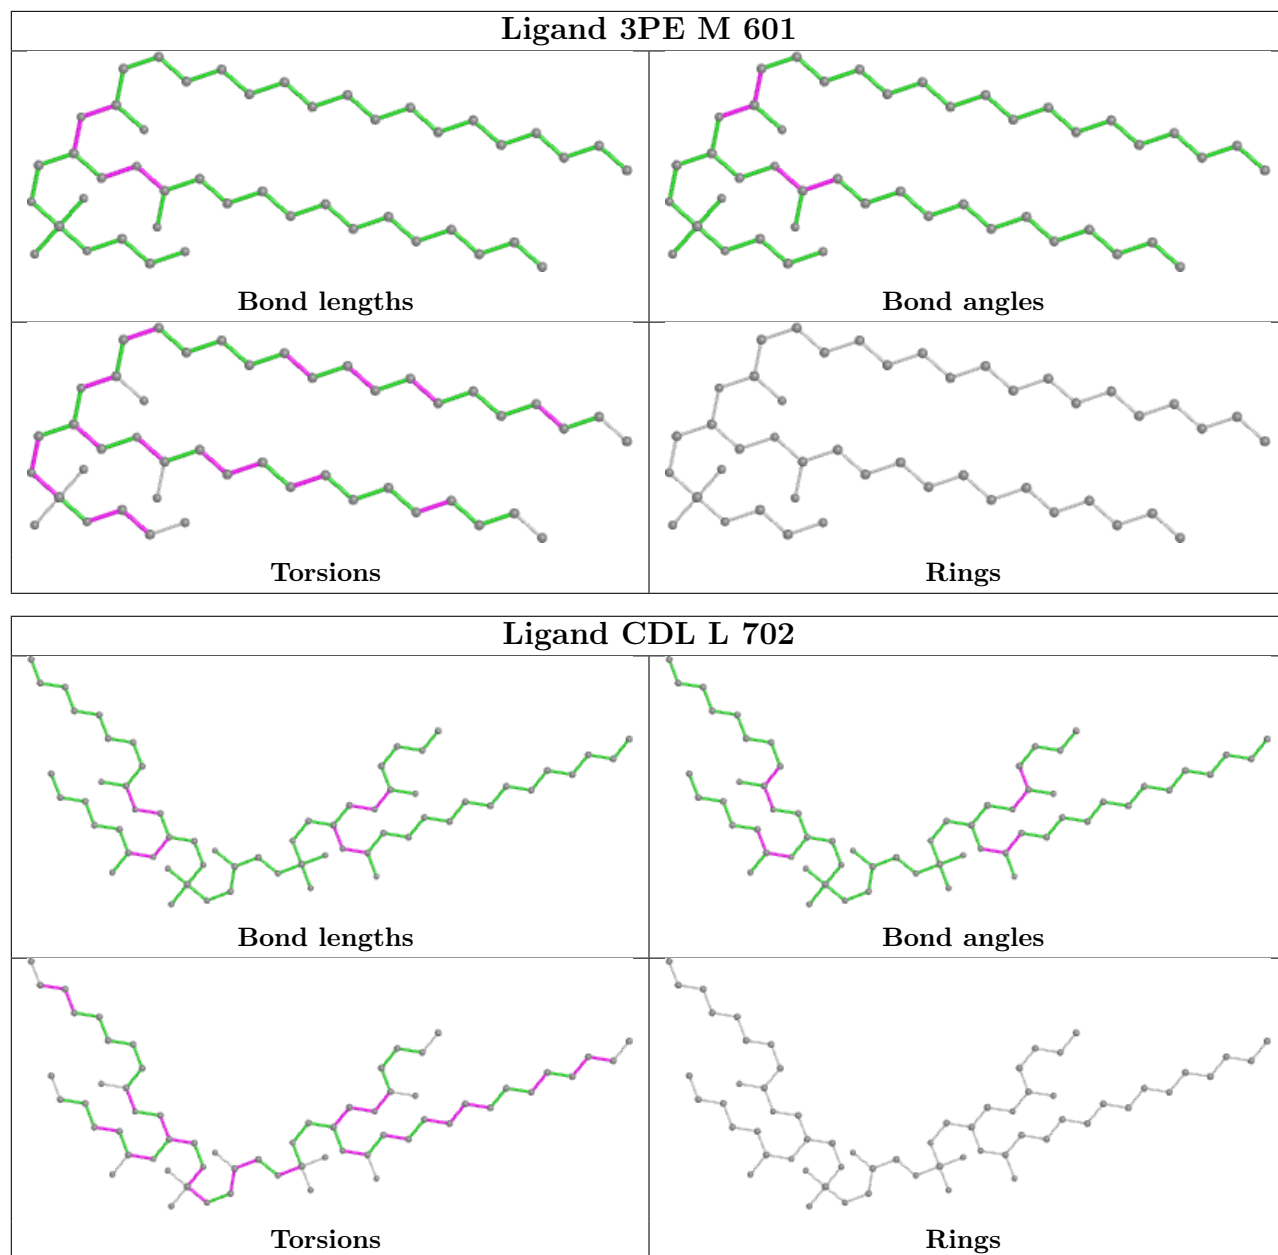 Ligand 3PE M 601
Bond lengths
Bond angles
Torsions
Rings
Ligand CDL L 702
Bond lengths
Bond angles
Torsions
Rings